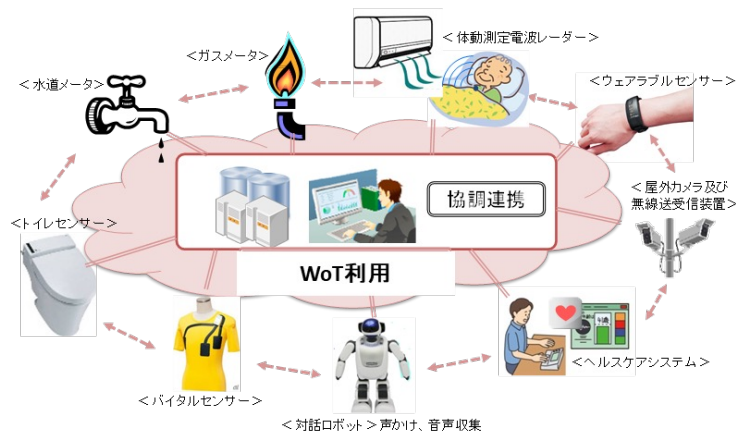 ＜体動測定電波レーダー＞
＜ガスメータ＞
＜水道メータ＞
＜ウェアラブルセンサー＞
協調連携
＜屋外カメラ及び
無線送受信装置＞
＜トイレセンサー＞
WoT利用
＜ヘルスケアシステム＞
＜バイタルセンサー＞
＜対話ロボット＞声かけ、音声収集